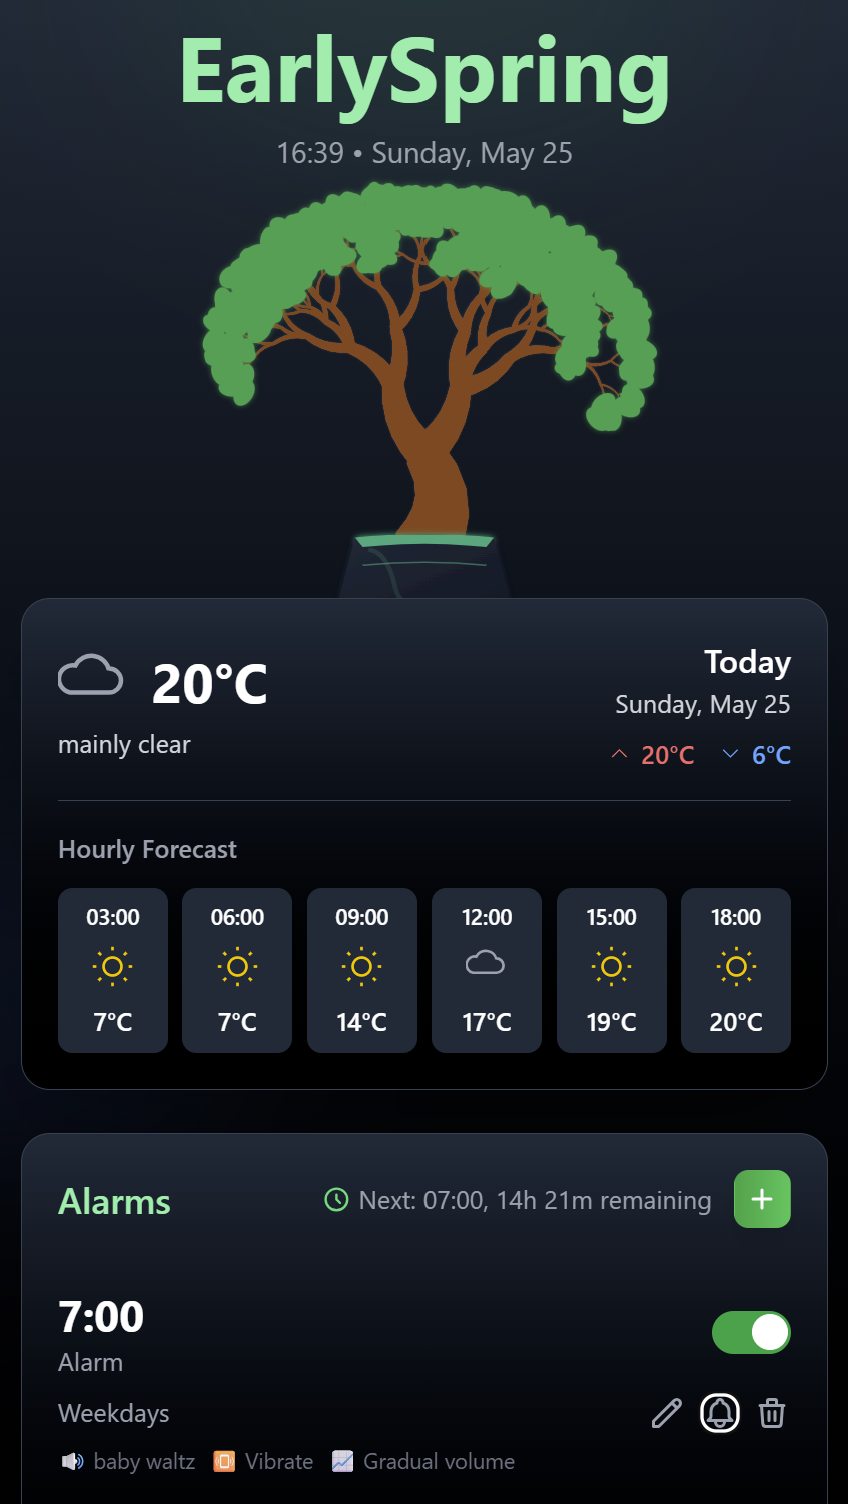 EarlySpring
16:39 • Sunday, May 25
20°C
mainly clear
Today
Sunday, May 25
20°C 6°C
Hourly Forecast
03:00 06:00 09:00 12:00 15:00 18:00
7°C 7°C 14°C 17°C 19°C 20°C
Alarms Next: 07:00, 14h 21m remaining
7:00
Alarm
Weekdays
baby waltz Vibrate Gradual volume